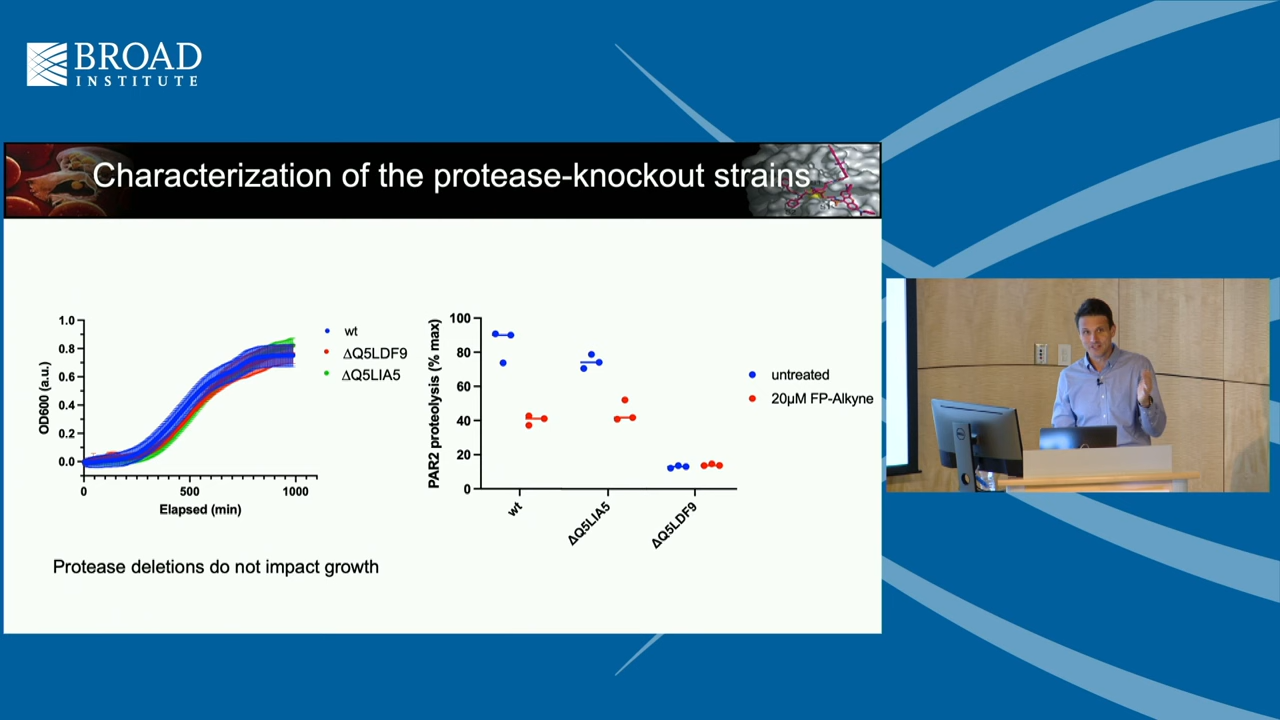 BROAD
INSTITUTE
Characterization of the protease-knockout strains
1.0
0.8
0.6
0.4
0.2
0.0
OD600 (a.u.)
0
500
1000
Elapsed (min)
wt
ΔQ5LDF9
ΔQ5LIA5
100
80
60
40
20
0
PAR2 proteolysis (% max)
wt
ΔQ5LIA5
ΔQ5LDF9
untreated
20µM FP-Alkyne
Protease deletions do not impact growth